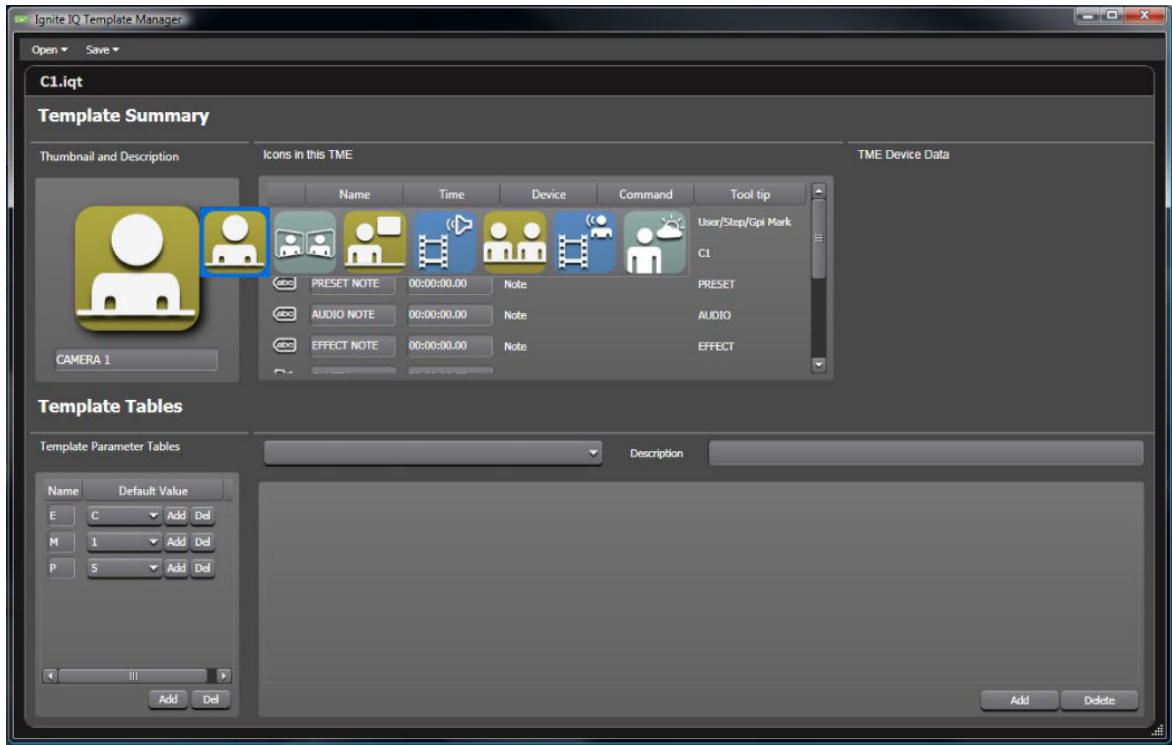 Ignite IQ Template Manager
Open Save
C1.iqt
Template Summary
Thumbnail and Description Icons in this TME TME Device Data
Name Time Device Command Tool tip
User/Step/Gpi Mark
C1
PRESET NOTE 00:00:00.00 Note PRESET
AUDIO NOTE 00:00:00.00 Note AUDIO
EFFECT NOTE 00:00:00.00 Note EFFECT
CAMERA 1
Template Tables
Template Parameter Tables Description
Name Default Value
E C Add Del
M 1 Add Del
P 5 Add Del
Add Del Add Delete